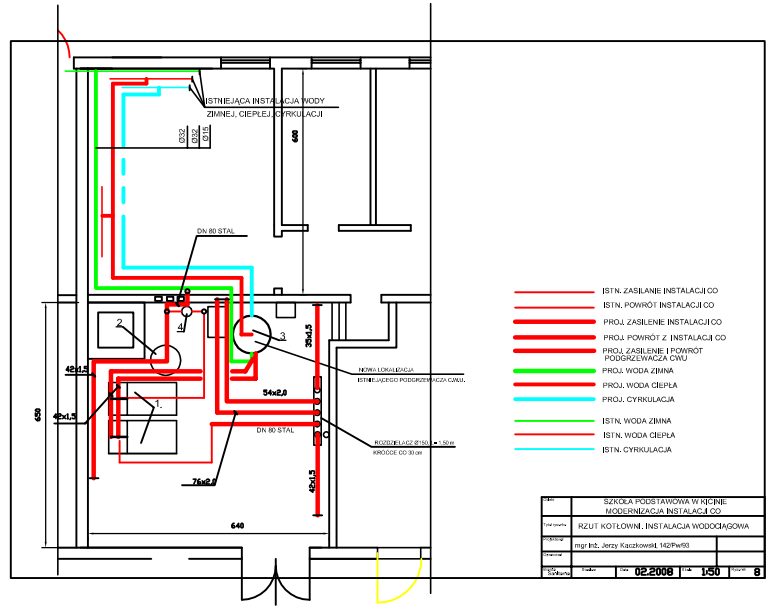 ISTNIEJĄCA INSTALACJA WODY
ZIMNEJ, CIEPŁEJ, CYRKULACJI
Ø32
Ø32
Ø15
600
DN 80 STAL
2
4
3
35x1,5
42x1,5
NOWA LOKALIZACJA
ISTNIEJĄCEGO PODGRZEWACZA C.W.U.
54x2,0
1.
42x1,5
650
DN 80 STAL
ROZDZIELACZ Ø150, L= 1,50 m
KRÓĆCE CO 30 cm
76x2,0
42x1,5
640
ISTN. ZASILANIE INSTALACJI CO
ISTN. POWRÓT INSTALACJI CO
PROJ. ZASILENIE INSTALACJI CO
PROJ. POWRÓT Z INSTALACJI CO
PROJ. ZASILENIE I POWRÓT
PODGRZEWACZA CWU
PROJ. WODA ZIMNA
PROJ. WODA CIEPŁA
PROJ. CYRKULACJA
ISTN. WODA ZIMNA
ISTN. WODA CIEPŁA
ISTN. CYRKULACJA
SZKOŁA PODSTAWOWA W KICINIE
MODERNIZACJA INSTALACJI CO
RZUT KOTŁOWNI. INSTALACJA WODOCIĄGOWA
mgr inż. Jerzy Kaczkowski, 142/Pw/93
02.2008
1:50
8